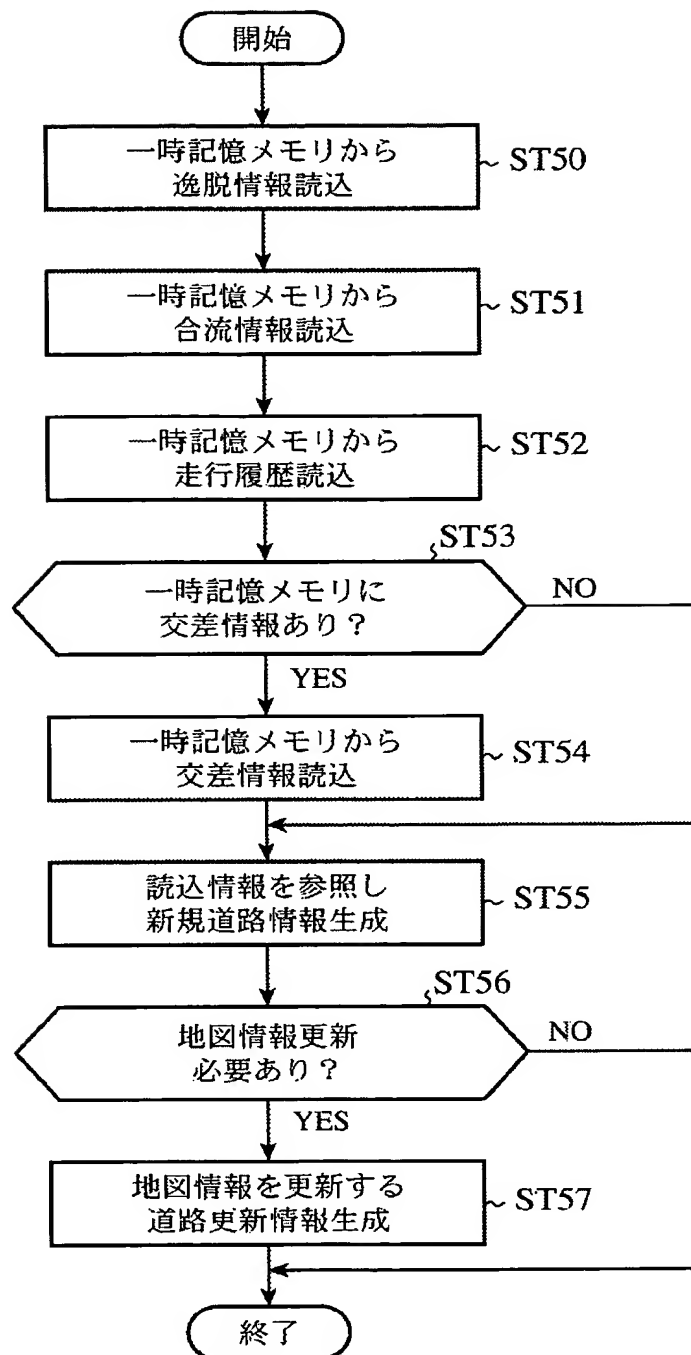 開始
一時記憶メモリから
逸脱情報読込
~ ST50
一時記憶メモリから
合流情報読込
~ ST51
一時記憶メモリから
走行履歴読込
~ ST52
ST53
一時記憶メモリに
交差情報あり？
NO
YES
一時記憶メモリから
交差情報読込
~ ST54
読込情報を参照し
新規道路情報生成
~ ST55
ST56
地図情報更新
必要あり？
NO
YES
地図情報を更新する
道路更新情報生成
~ ST57
終了